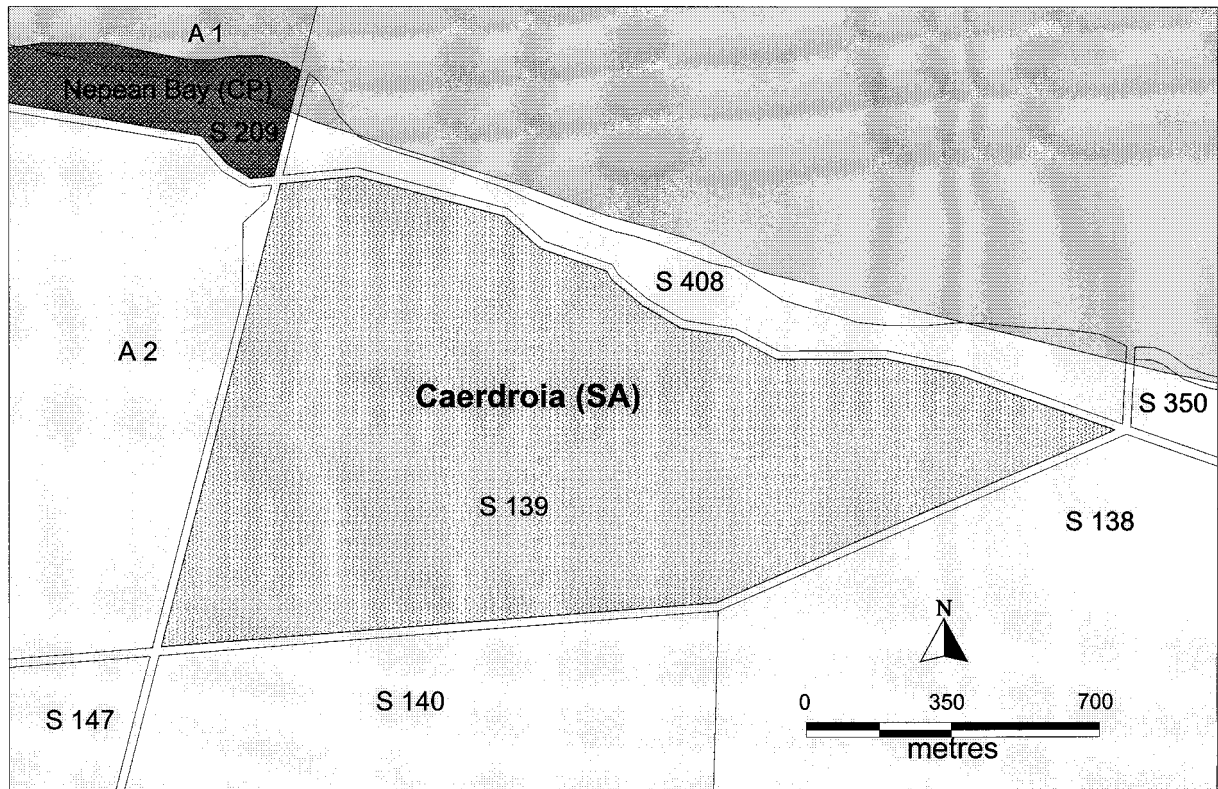 A 1
Nepean Bay (CP)
S 209
S 408
A 2
Caerdroia (SA)
S 350
S 139
S 138
N
S 147
S 140
0 350 700
metres